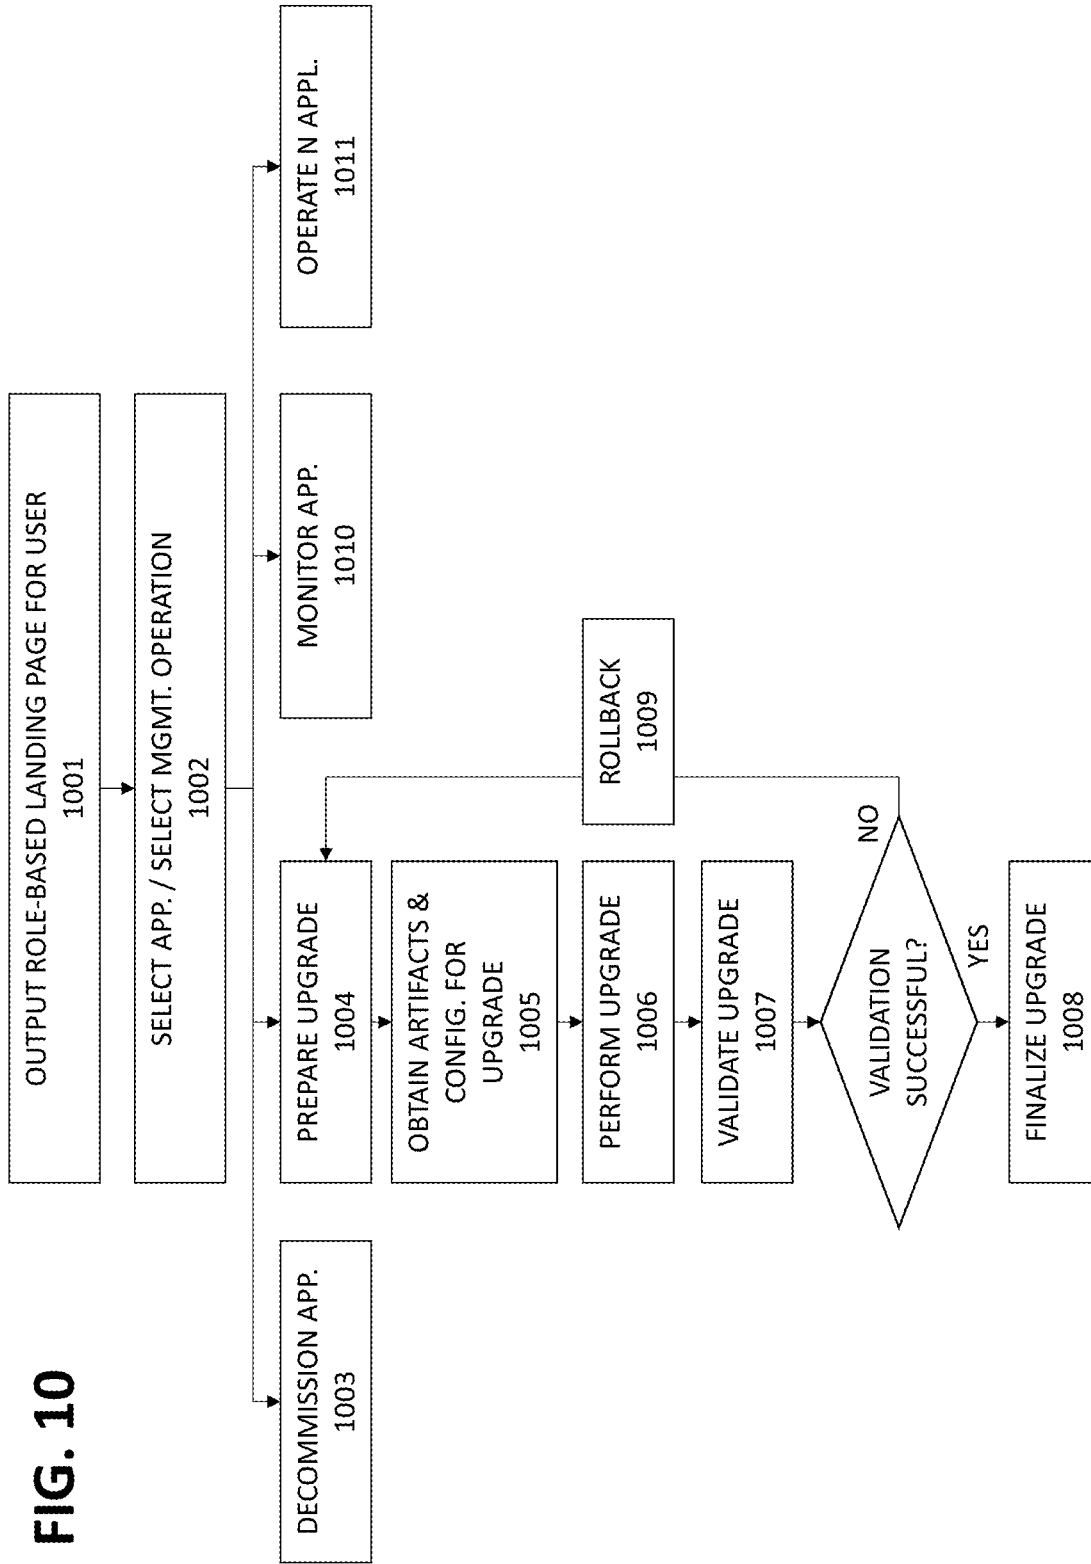 FIG. 10
OUTPUT ROLE-BASED LANDING PAGE FOR USER
1001
SELECT APP. / SELECT MGMT. OPERATION
1002
DECOMMISSION APP.
1003
PREPARE UPGRADE
1004
MONITOR APP.
1010
OPERATE N APPL.
1011
OBTAIN ARTIFACTS &
CONFIG. FOR
UPGRADE
1005
PERFORM UPGRADE
1006
ROLLBACK
1009
VALIDATE UPGRADE
1007
VALIDATION
SUCCESSFUL?
NO
YES
FINALIZE UPGRADE
1008